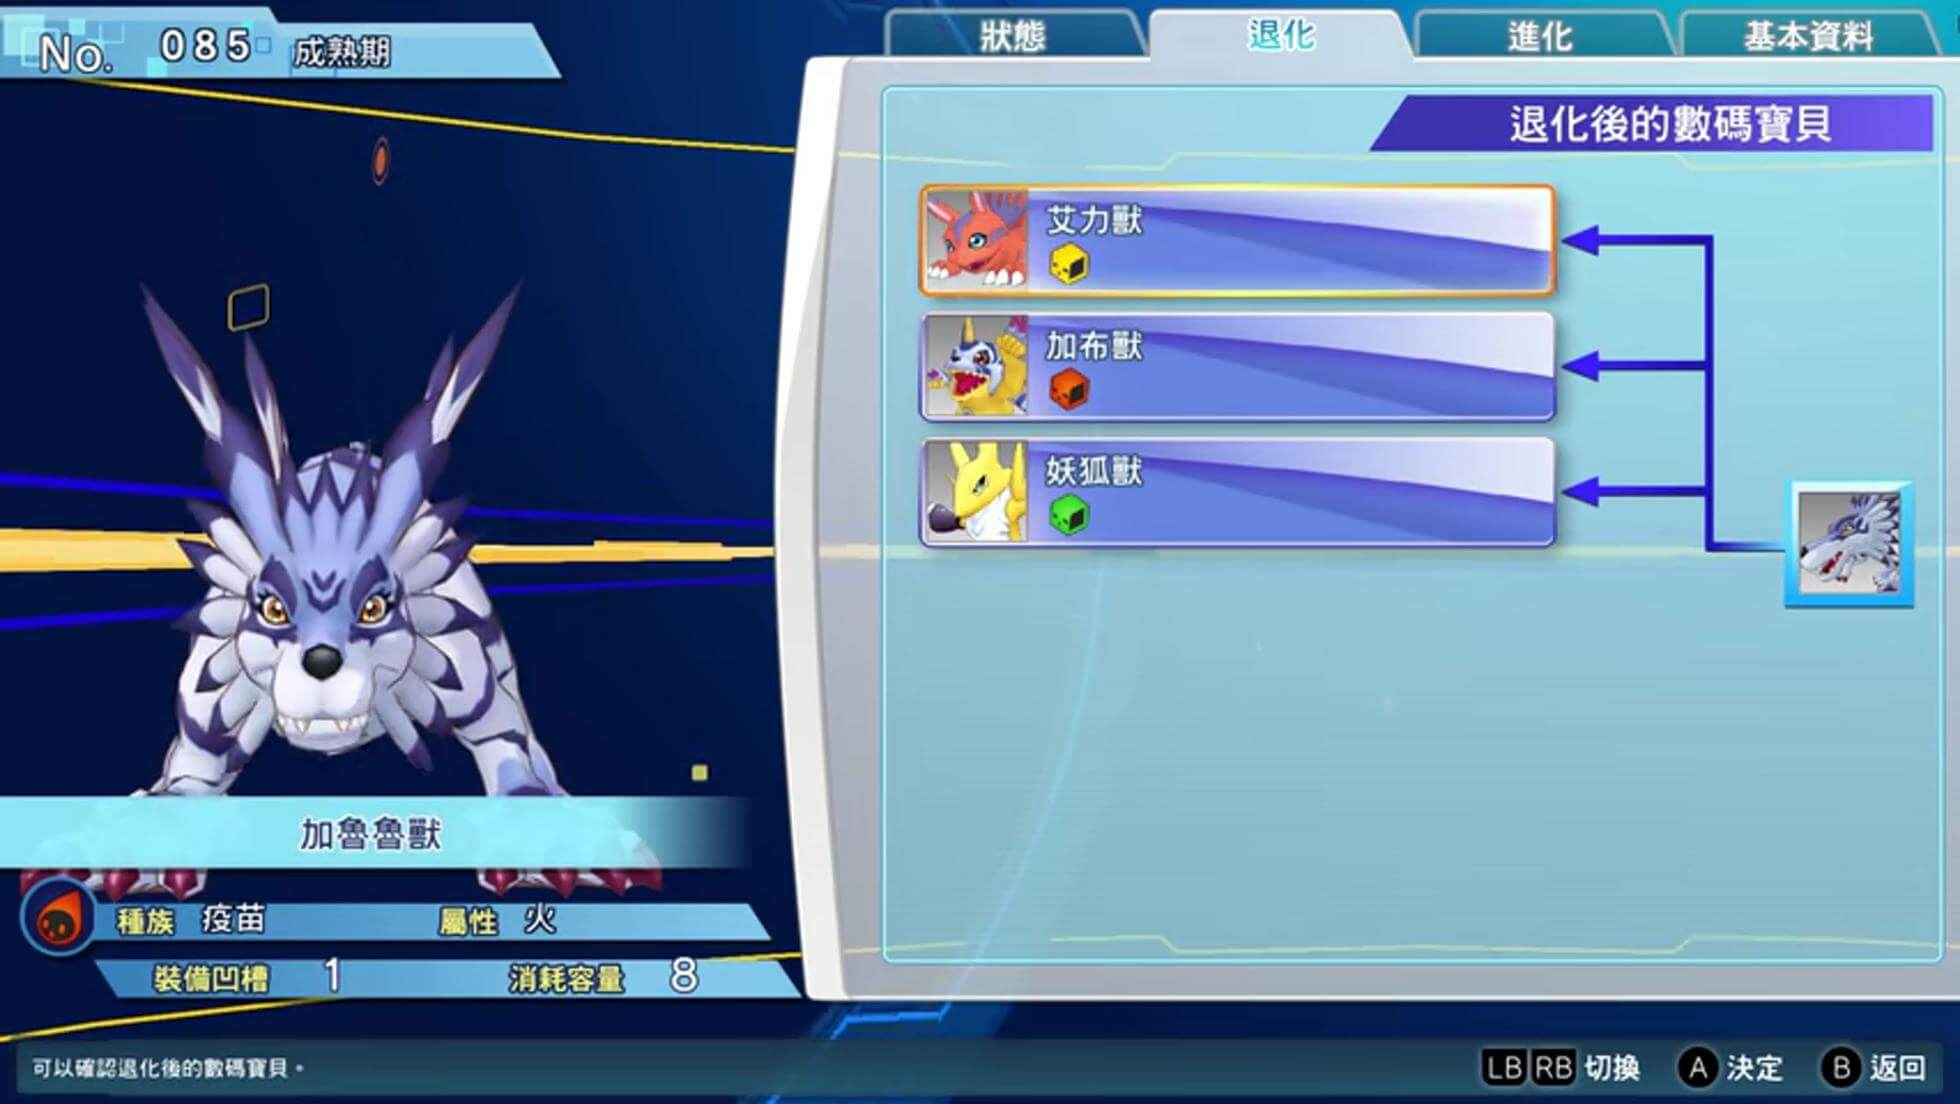 No. 085 成熟期
狀態 退化 進化 基本資料
退化後的數碼寶貝
艾力獸
加布獸
妖狐獸
加魯魯獸
種族 疫苗 屬性 火
裝備凹槽 1 消耗容量 8
可以確認退化後的數碼寶貝。
LB RB 切換 A 決定 B 返回